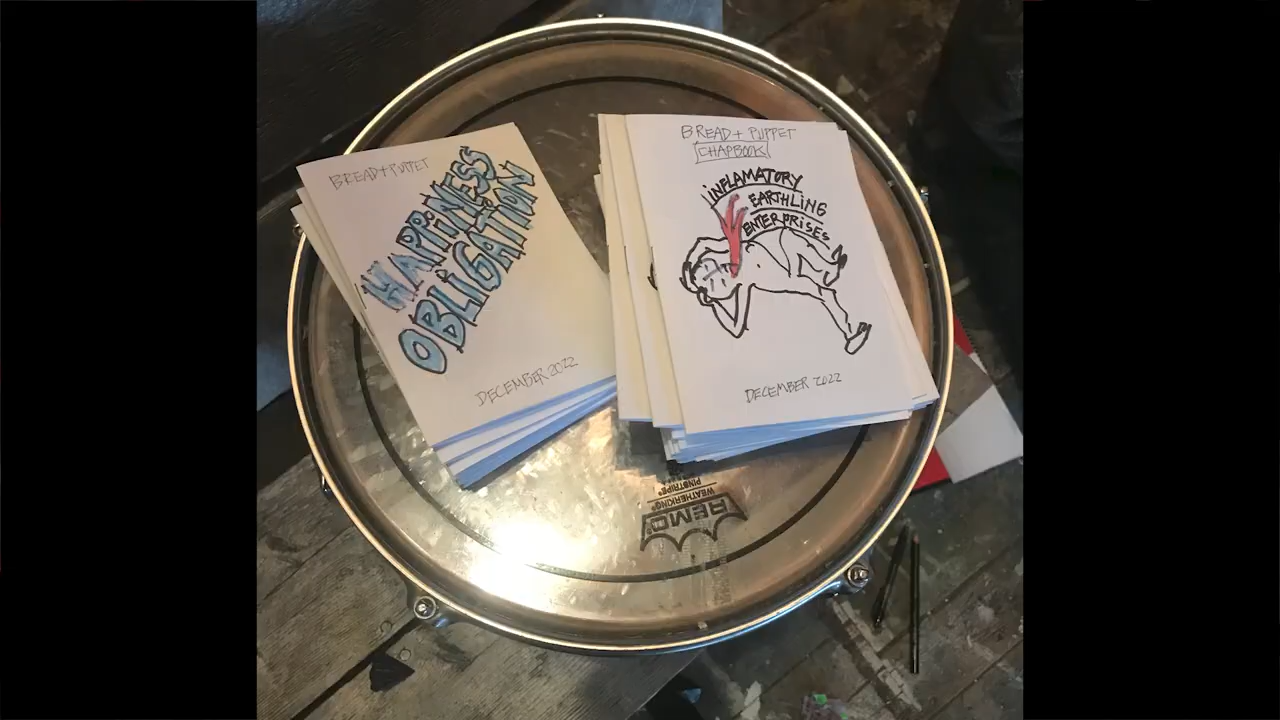 BREAD + PUPPET
HAPPINESS
OBLIGATION
DECEMBER 2022
BREAD + PUPPET
CHAPBOOK
INFLAMATORY
EARTHLING
ENTERPRISES
DECEMBER 2022
REMO
WEATHERKING®
PINSTRIPE®